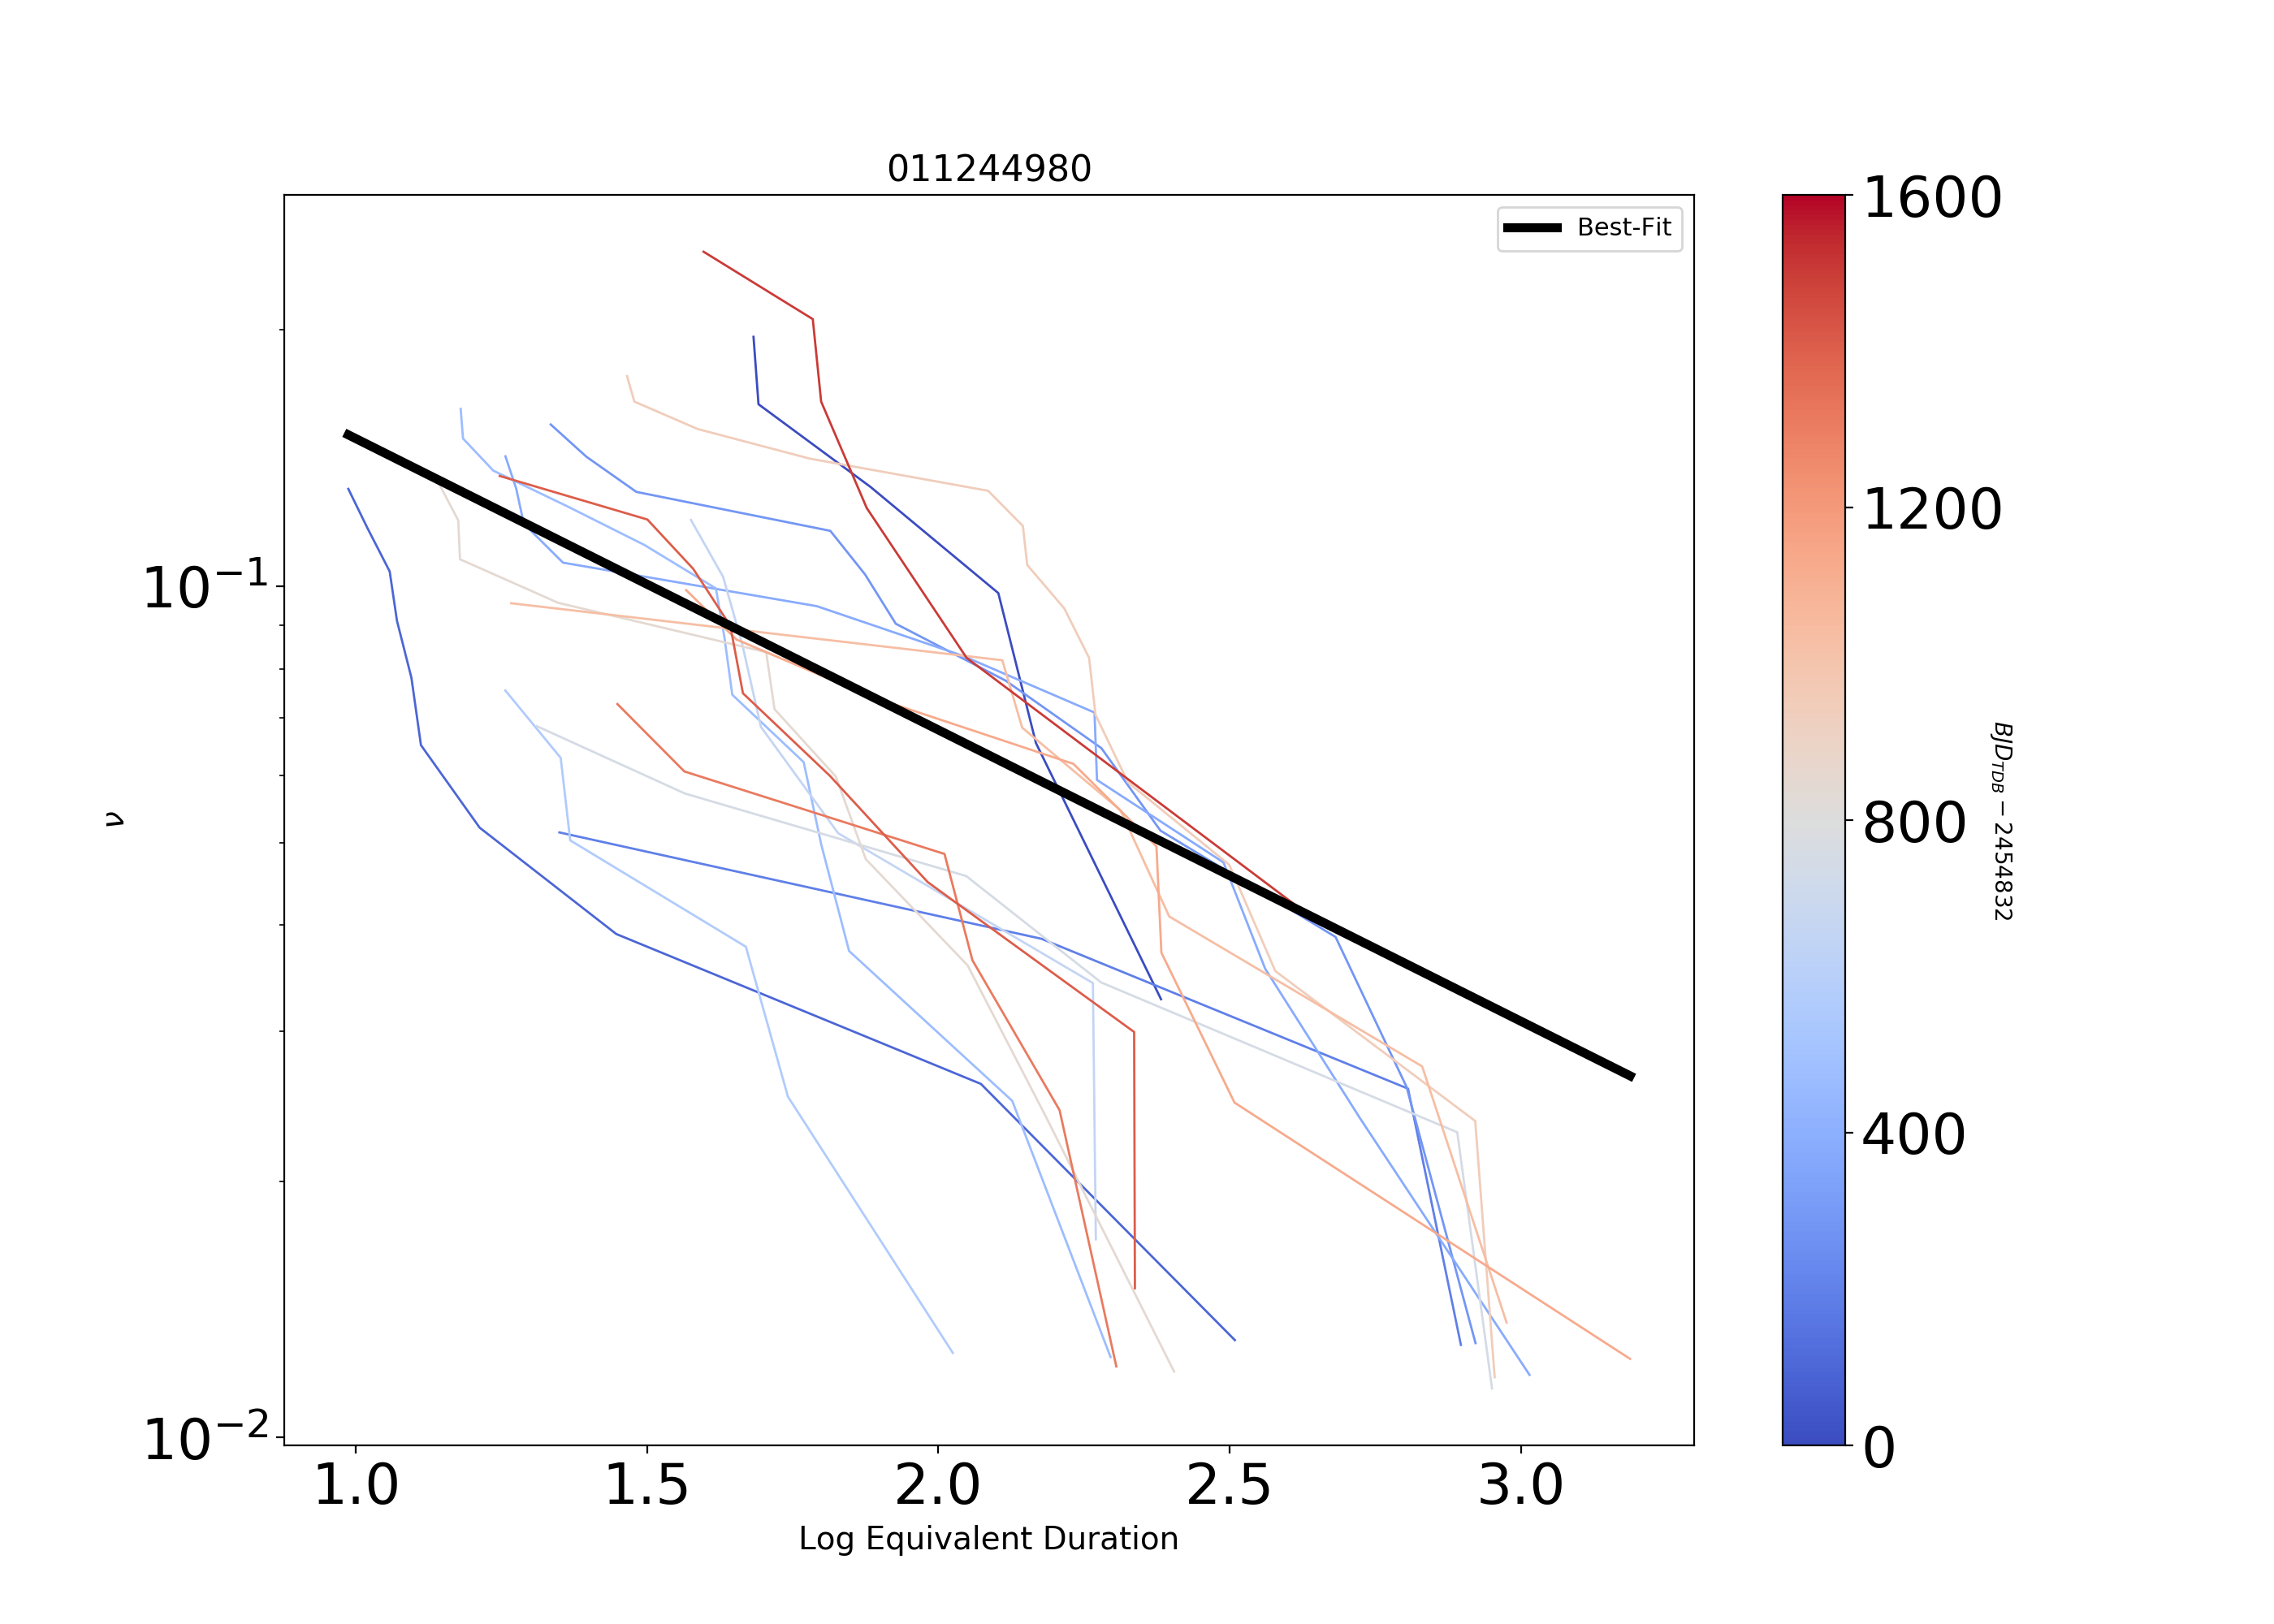 011244980
Best-Fit
ν
10⁻¹
10⁻²
1.0 1.5 2.0 2.5 3.0
Log Equivalent Duration
1600
1200
800
400
0
BJD_TDB − 2454832